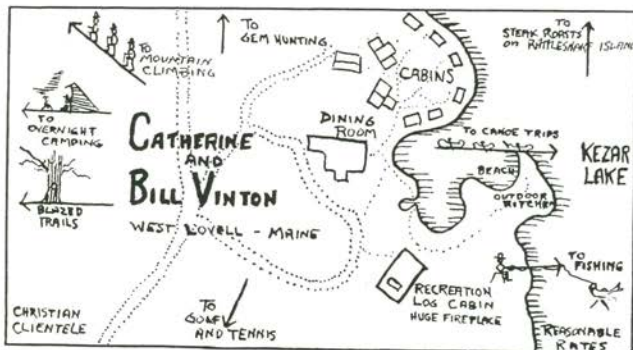 TO
MOUNTAIN
CLIMBING
TO
GEM HUNTING
TO
STEAK ROASTS
ON RATTLESNAKE ISLAND
CABINS
TO
OVERNIGHT
CAMPING
DINING
ROOM
CATHERINE
AND
BILL VINTON
WEST LOVELL - MAINE
TO CANOE TRIPS
KEZAR
LAKE
BEACH
OUTDOOR
KITCHEN
BLAZED
TRAILS
TO
FISHING
RECREATION
LOG CABIN
HUGE FIREPLACE
TO
GOLF
AND TENNIS
CHRISTIAN
CLIENTELE
REASONABLE
RATES